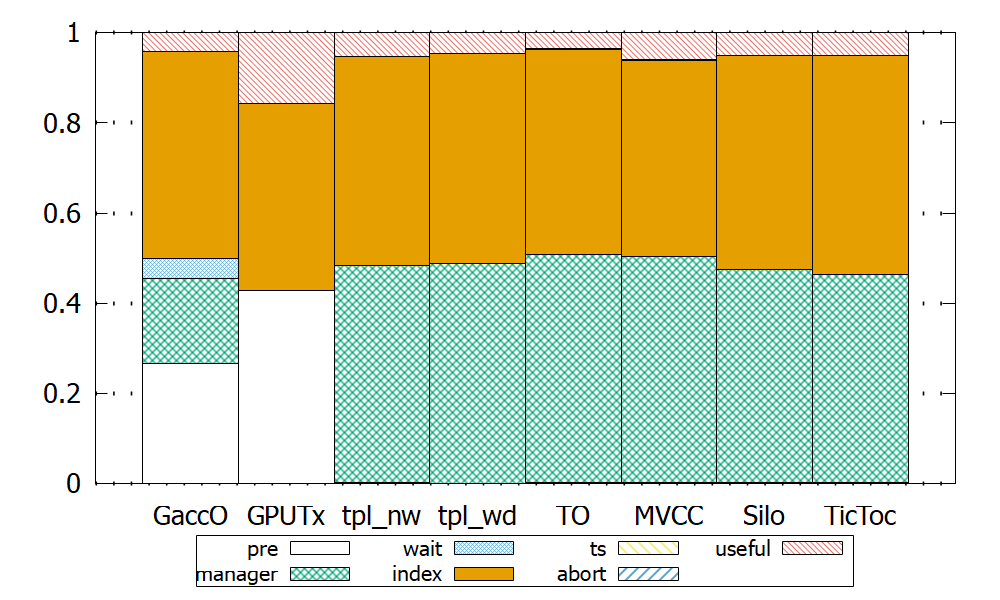 1
0.8
0.6
0.4
0.2
0
GaccO GPUTx tpl_nw tpl_wd TO MVCC Silo TicToc
pre wait ts useful
manager index abort